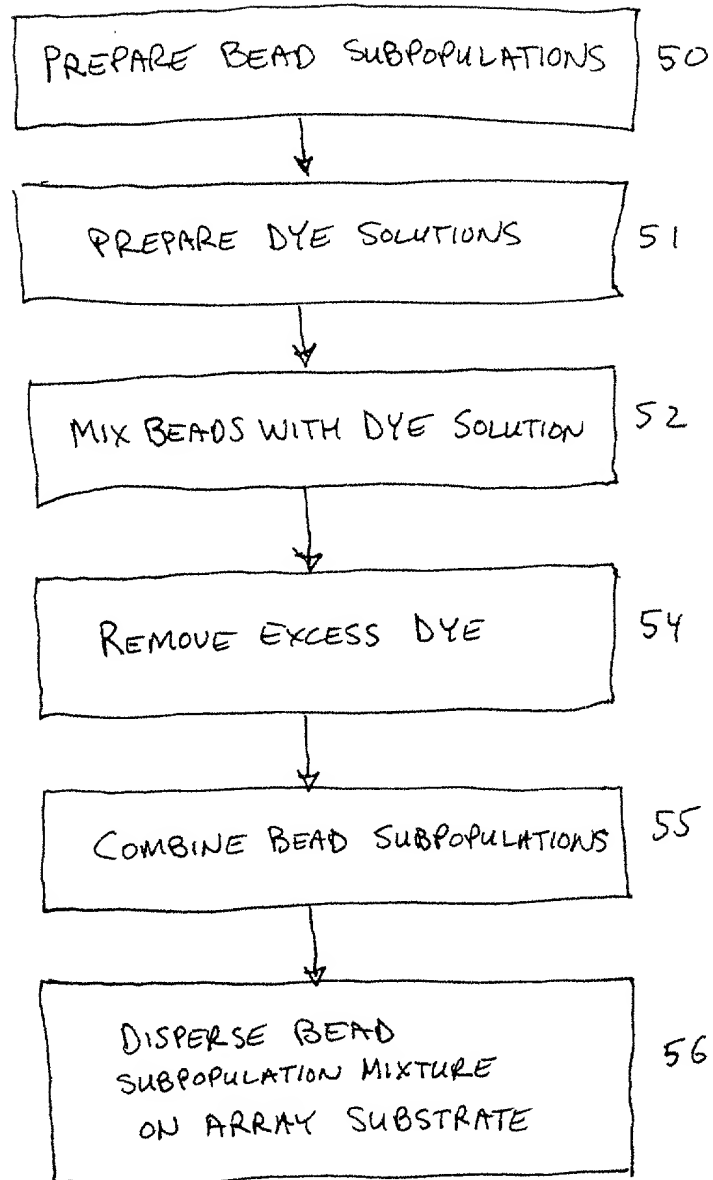 PREPARE BEAD SUBPOPULATIONS 50
PREPARE DYE SOLUTIONS 51
MIX BEADS WITH DYE SOLUTION 52
REMOVE EXCESS DYE 54
COMBINE BEAD SUBPOPULATIONS 55
DISPERSE BEAD
SUBPOPULATION MIXTURE 56
ON ARRAY SUBSTRATE